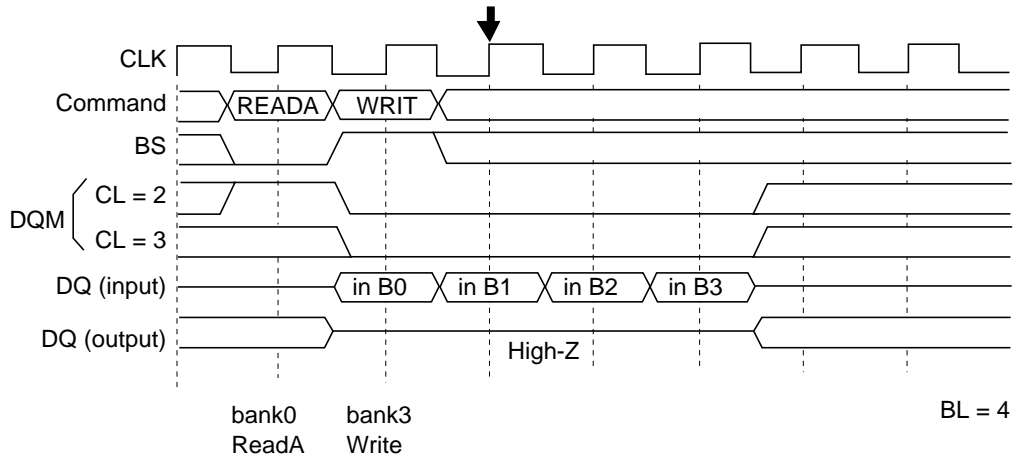 CLK
Command READA WRIT
BS
DQM
CL = 2
CL = 3
DQ (input) in B0 in B1 in B2 in B3
DQ (output)
High-Z
bank0 bank3 BL = 4
ReadA Write